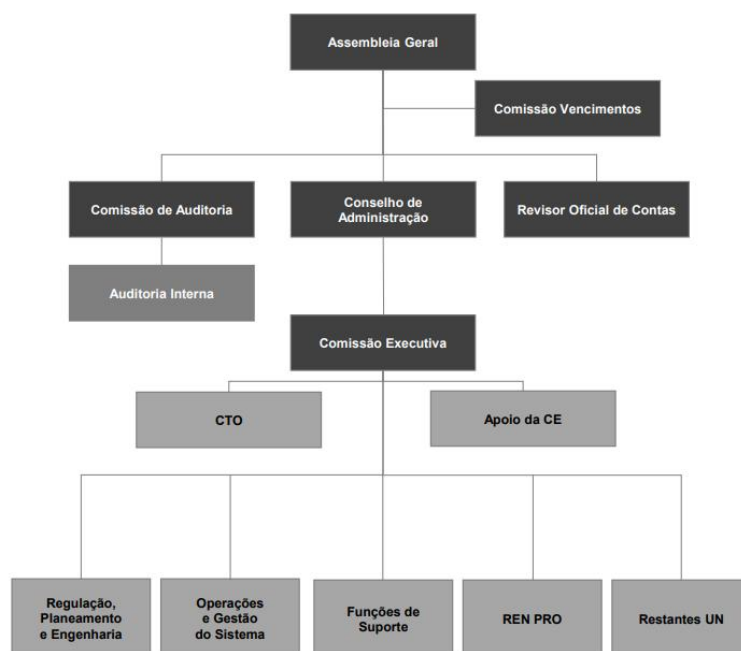 Assembleia Geral
Comissão Vencimentos
Comissão de Auditoria
Conselho de
Administração
Revisor Oficial de Contas
Auditoria Interna
Comissão Executiva
CTO
Apoio da CE
Regulação,
Planeamento
e Engenharia
Operações
e Gestão
do Sistema
Funções de
Suporte
REN PRO
Restantes UN